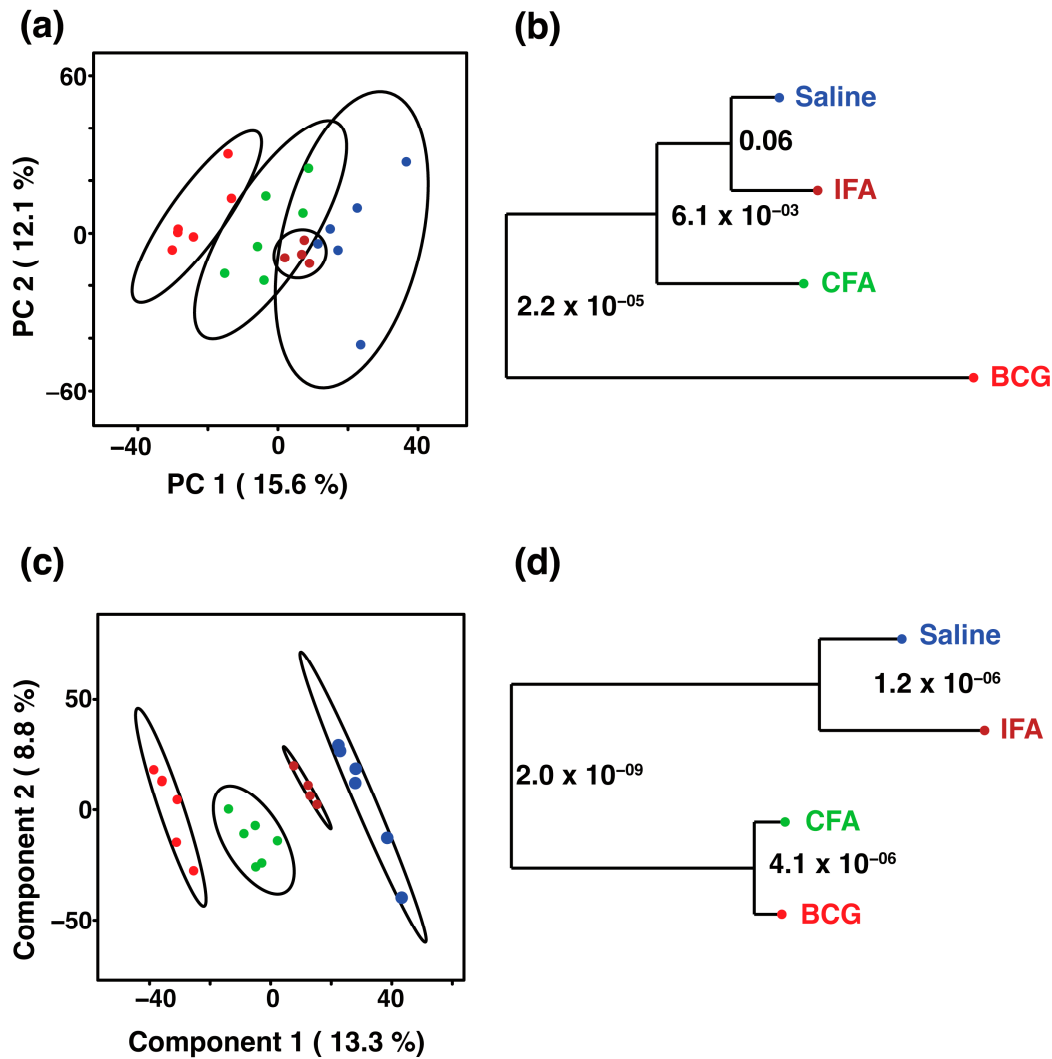 (a)
60
0
−60
PC 2 ( 12.1 %)
−40
0
40
PC 1 ( 15.6 %)
(b)
Saline
0.06
IFA
6.1 x 10⁻⁰³
CFA
2.2 x 10⁻⁰⁵
BCG
(c)
50
0
−50
Component 2 ( 8.8 %)
−40
0
40
Component 1 ( 13.3 %)
(d)
Saline
1.2 x 10⁻⁰⁶
IFA
2.0 x 10⁻⁰⁹
CFA
4.1 x 10⁻⁰⁶
BCG